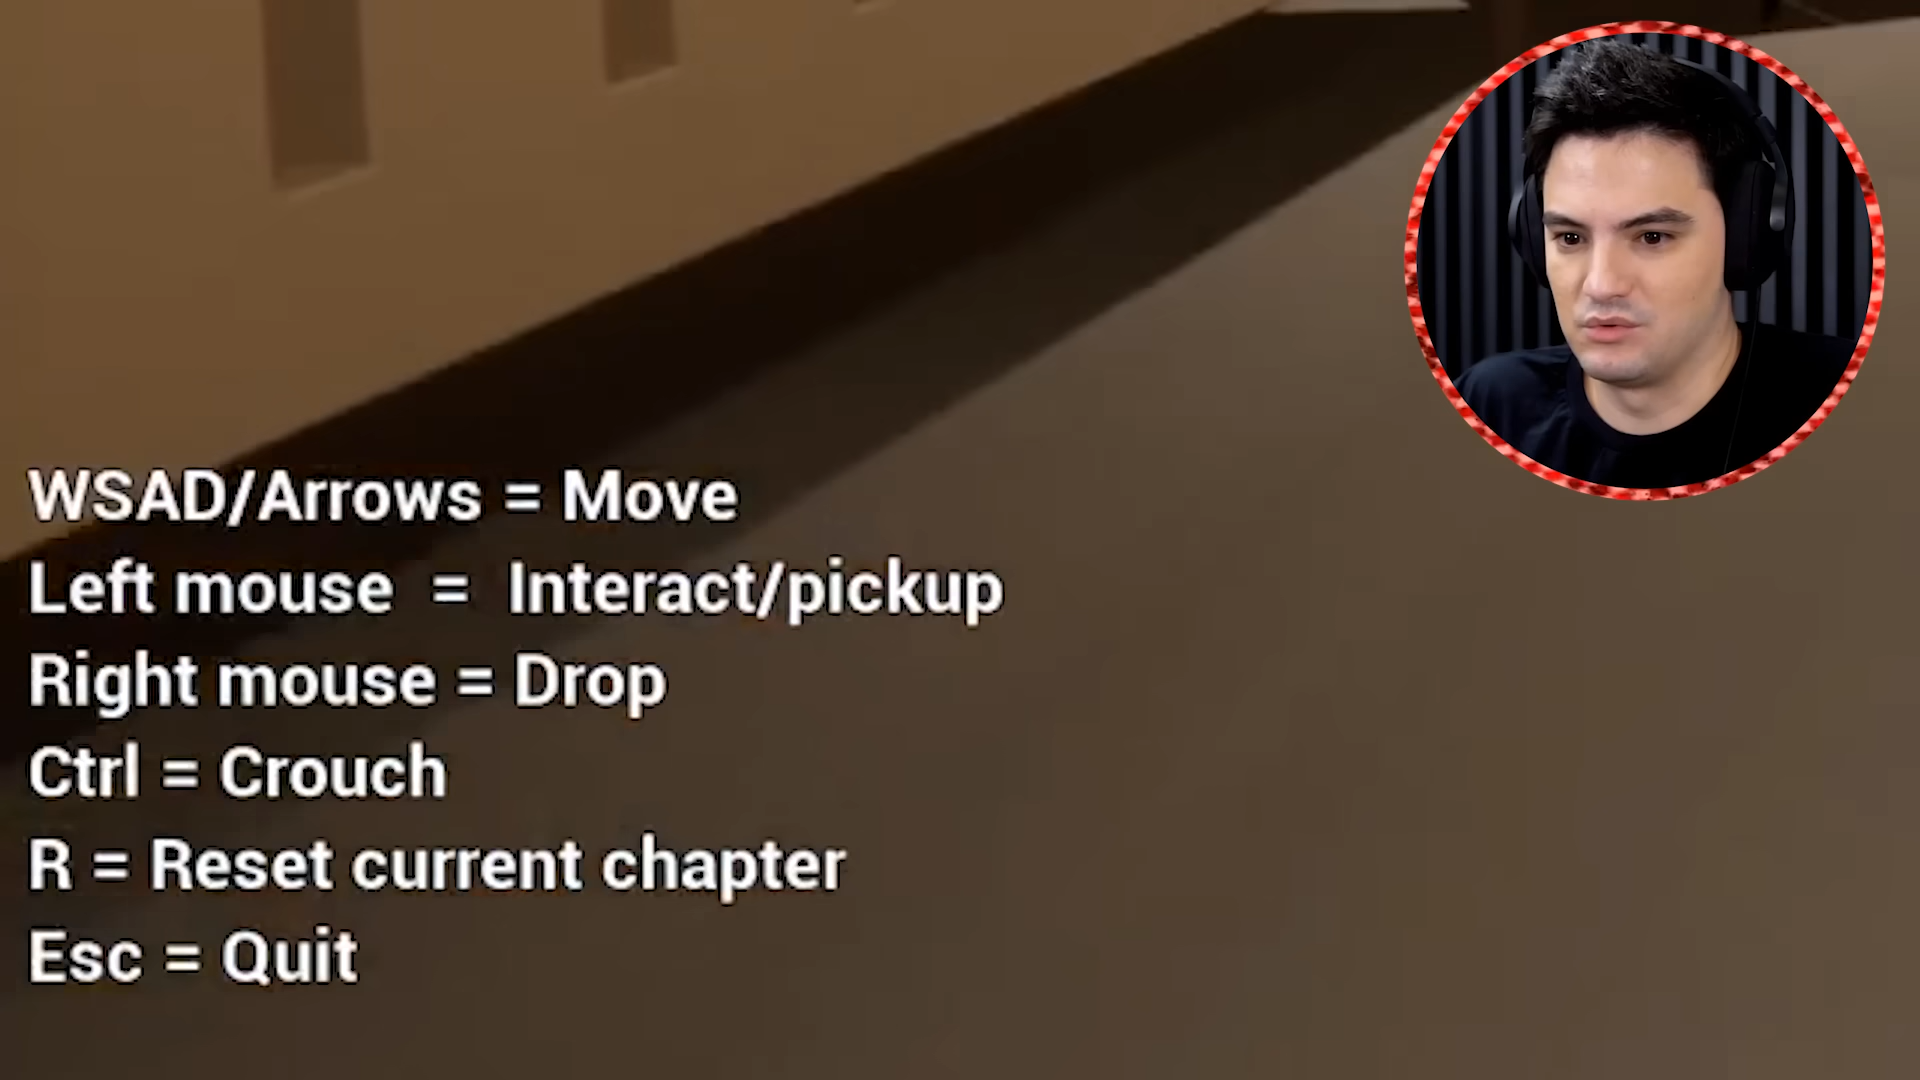 WSAD/Arrows = Move
Left mouse = Interact/pickup
Right mouse = Drop
Ctrl = Crouch
R = Reset current chapter
Esc = Quit